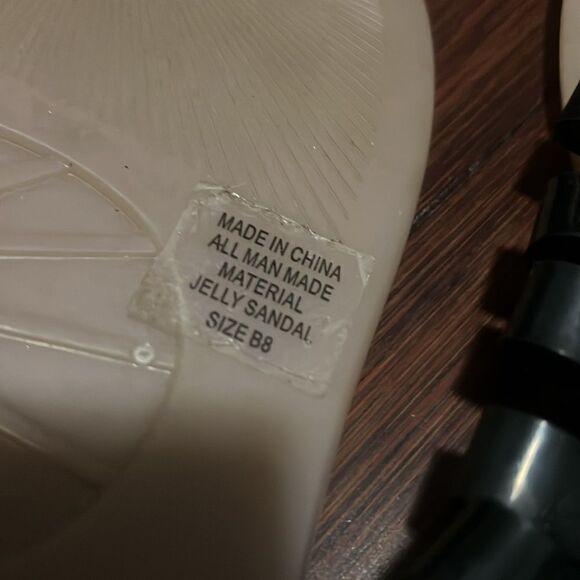 MADE IN CHINA
ALL MAN MADE
MATERIAL
JELLY SANDAL
SIZE B8